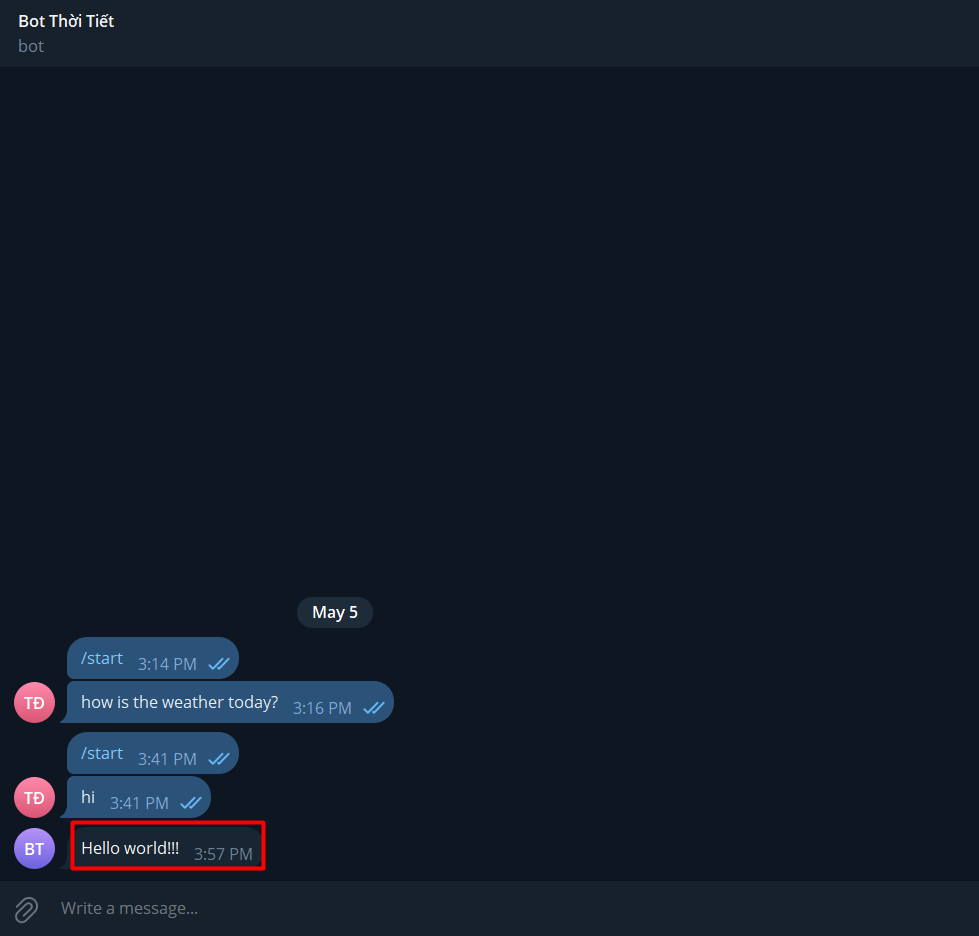 Bot Thời Tiết
bot
May 5
/start 3:14 PM
TĐ how is the weather today? 3:16 PM
/start 3:41 PM
TĐ hi 3:41 PM
BT Hello world!!! 3:57 PM
Write a message...